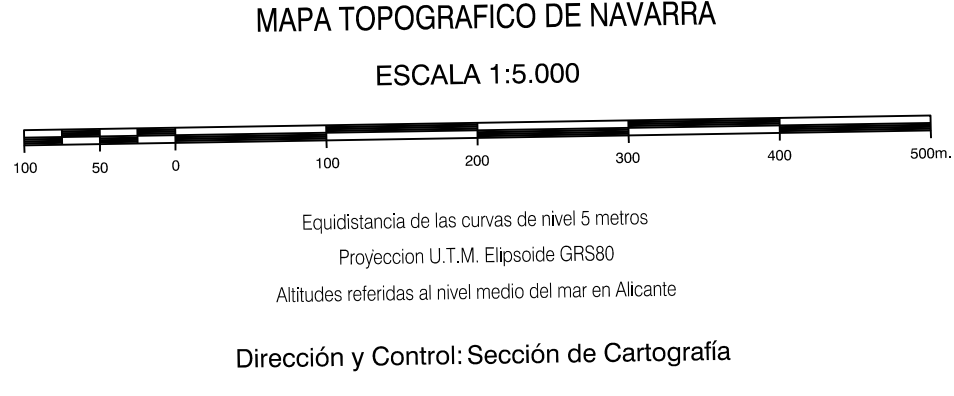 MAPA TOPOGRAFICO DE NAVARRA
ESCALA 1:5.000
100 50 0 100 200 300 400 500m.
Equidistancia de las curvas de nivel 5 metros
Proyeccion U.T.M. Elipsoide GRS80
Altitudes referidas al nivel medio del mar en Alicante
Dirección y Control: Sección de Cartografía